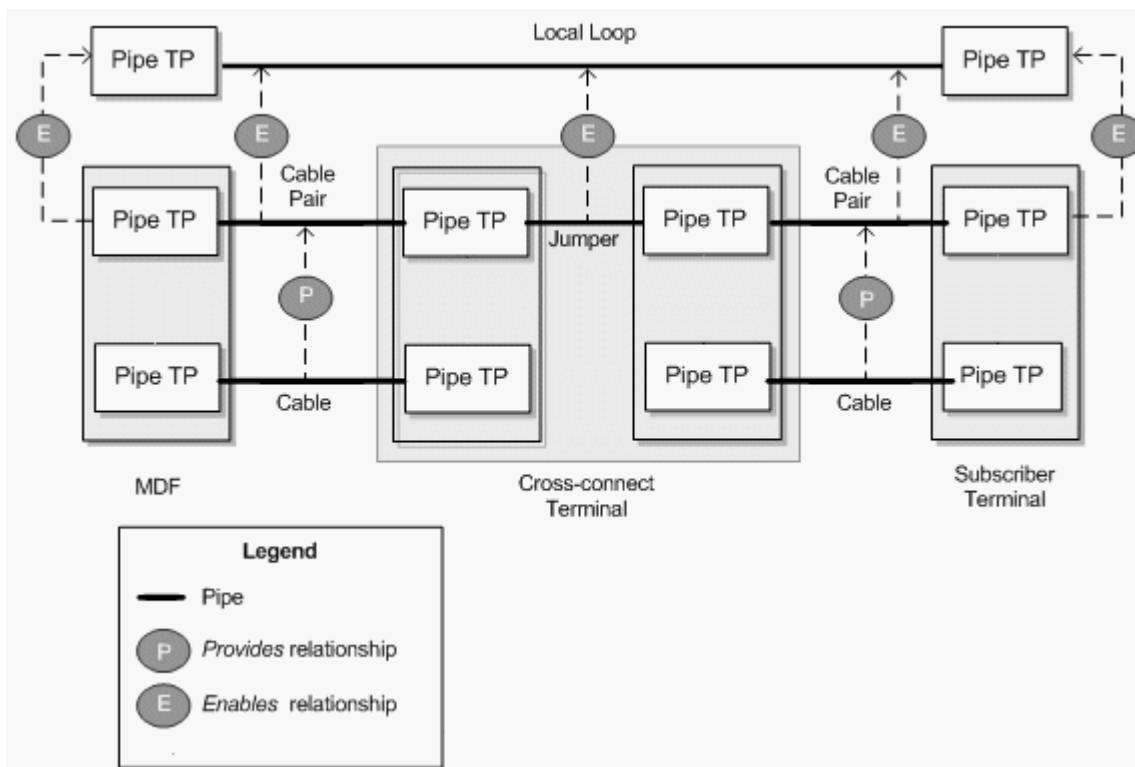 Local Loop
Pipe TP
Pipe TP
E
E
E
E
E
Cable
Pair
Cable
Pair
Pipe TP
Pipe TP
Pipe TP
Pipe TP
Jumper
P
P
Pipe TP
Pipe TP
Pipe TP
Pipe TP
Cable
Cable
MDF
Cross-connect
Terminal
Subscriber
Terminal
Legend
Pipe
P
Provides relationship
E
Enables relationship